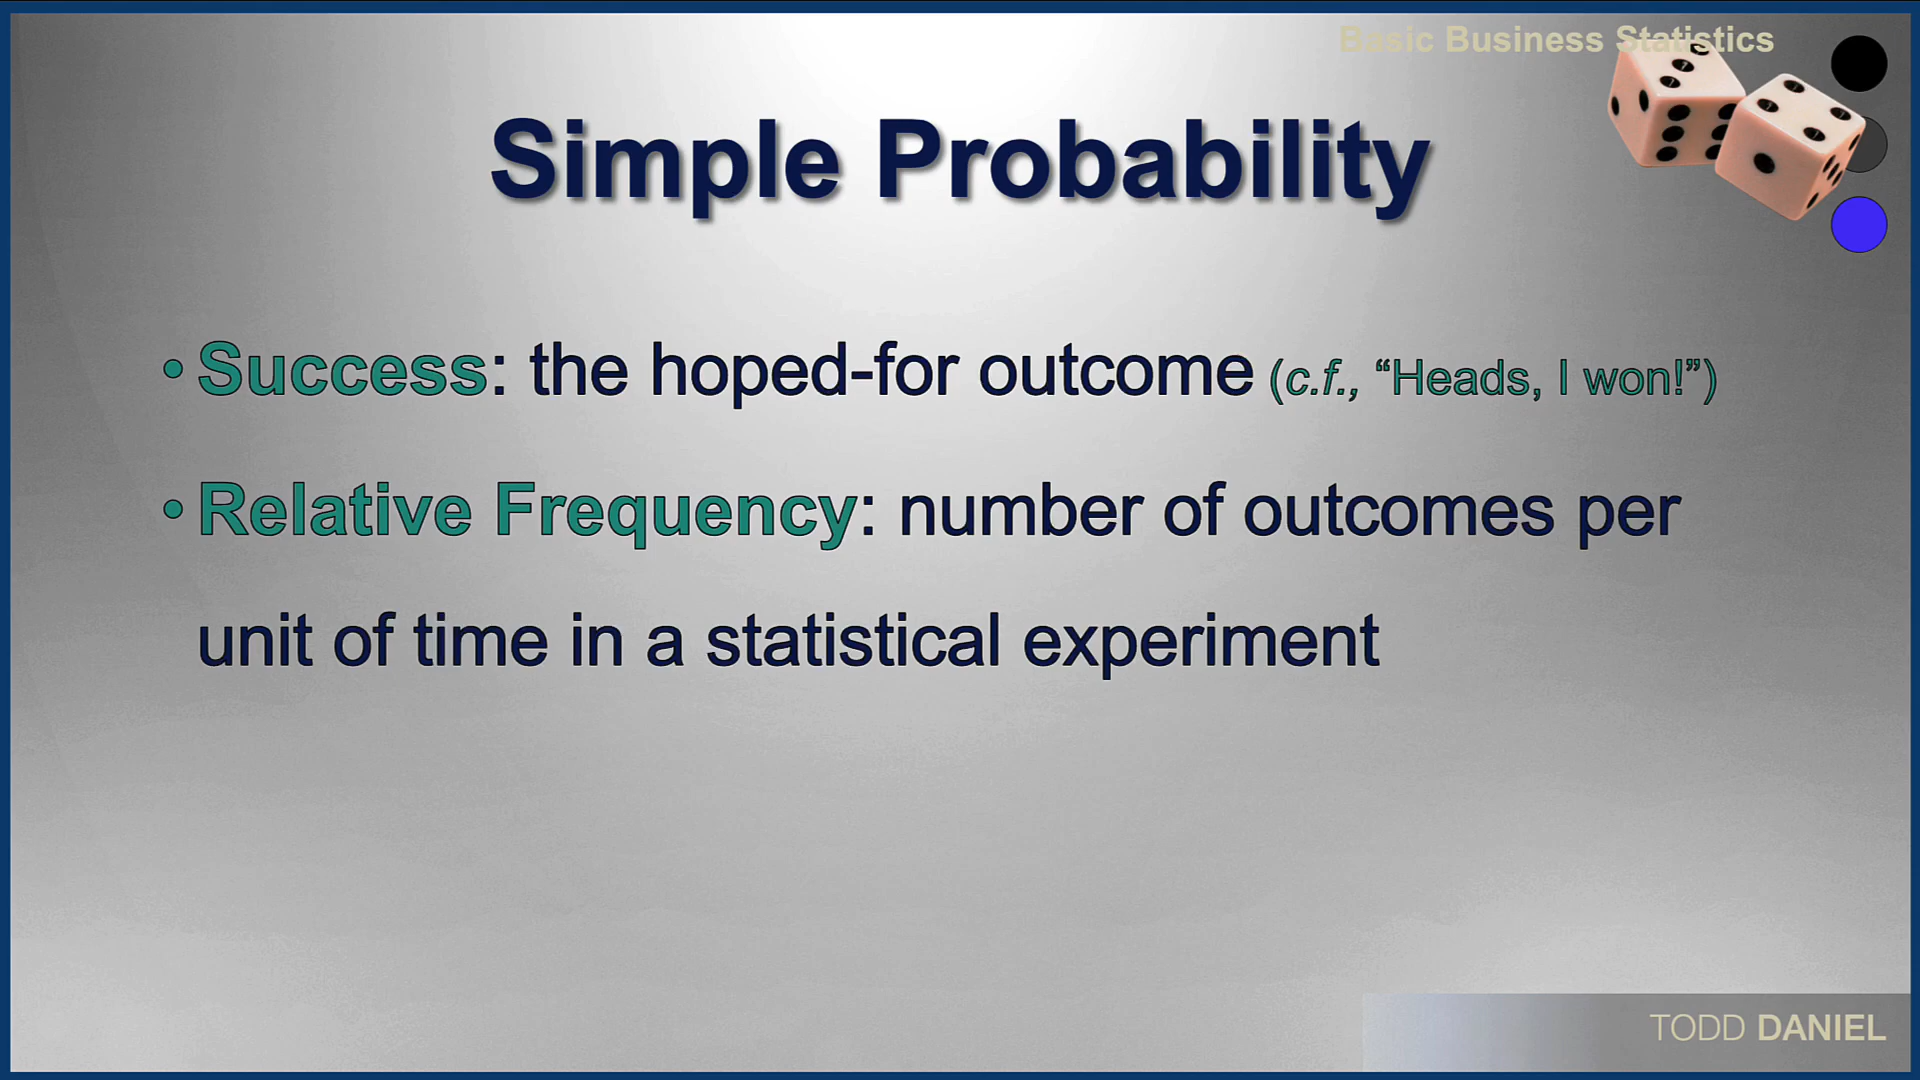 Basic Business Statistics
Simple Probability
• Success: the hoped-for outcome (c.f., “Heads, I won!”)
• Relative Frequency: number of outcomes per
unit of time in a statistical experiment
TODD DANIEL